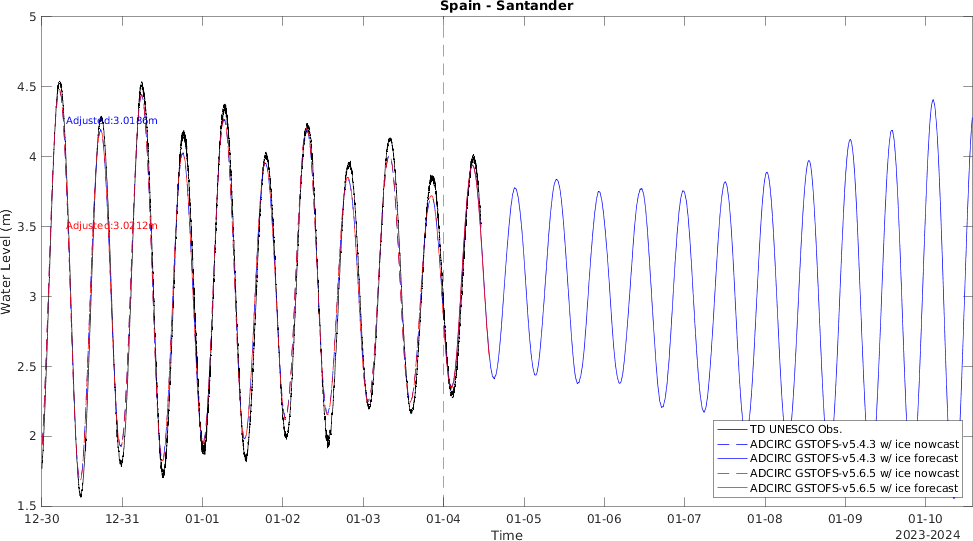 Spain - Santander
5
4.5
4
3.5
3
2.5
2
1.5
Water Level (m)
Adjusted:3.0186m
Adjusted:3.0212m
TD UNESCO Obs.
ADCIRC GSTOFS-v5.4.3 w/ ice nowcast
ADCIRC GSTOFS-v5.4.3 w/ ice forecast
ADCIRC GSTOFS-v5.6.5 w/ ice nowcast
ADCIRC GSTOFS-v5.6.5 w/ ice forecast
12-30 12-31 01-01 01-02 01-03 01-04 01-05 01-06 01-07 01-08 01-09 01-10
Time
2023-2024